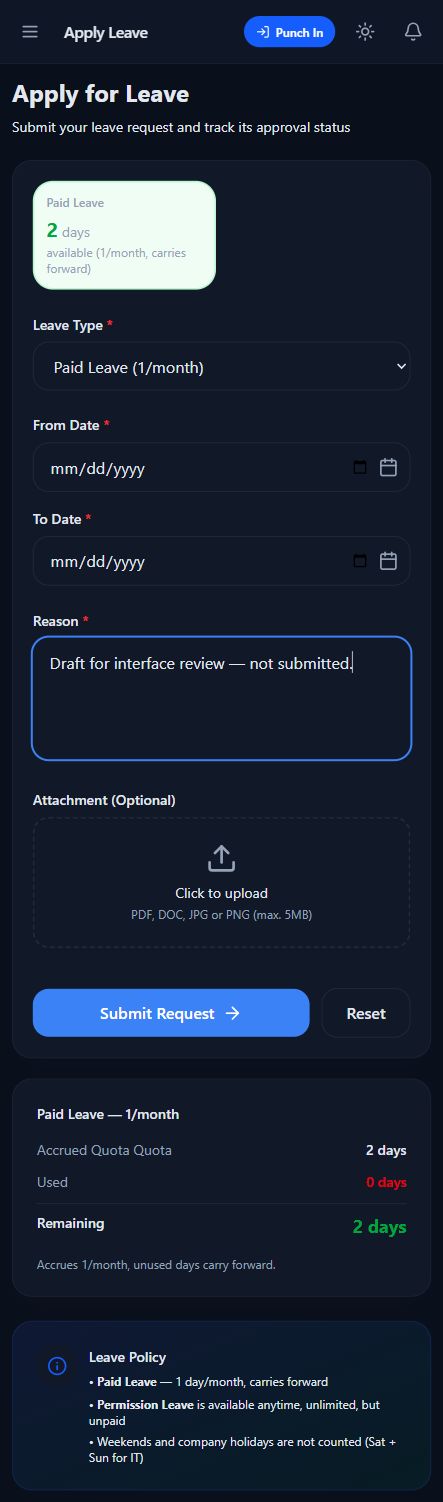 Apply Leave
Punch In
Apply for Leave
Submit your leave request and track its approval status
Paid Leave
2 days
available (1/month, carries
forward)
Leave Type *
Paid Leave (1/month)
From Date *
mm/dd/yyyy
To Date *
mm/dd/yyyy
Reason *
Draft for interface review — not submitted.
Attachment (Optional)
Click to upload
PDF, DOC, JPG or PNG (max. 5MB)
Submit Request →
Reset
Paid Leave — 1/month
Accrued Quota Quota 2 days
Used 0 days
Remaining 2 days
Accrues 1/month, unused days carry forward.
Leave Policy
• Paid Leave — 1 day/month, carries forward
• Permission Leave is available anytime, unlimited, but
unpaid
• Weekends and company holidays are not counted (Sat +
Sun for IT)